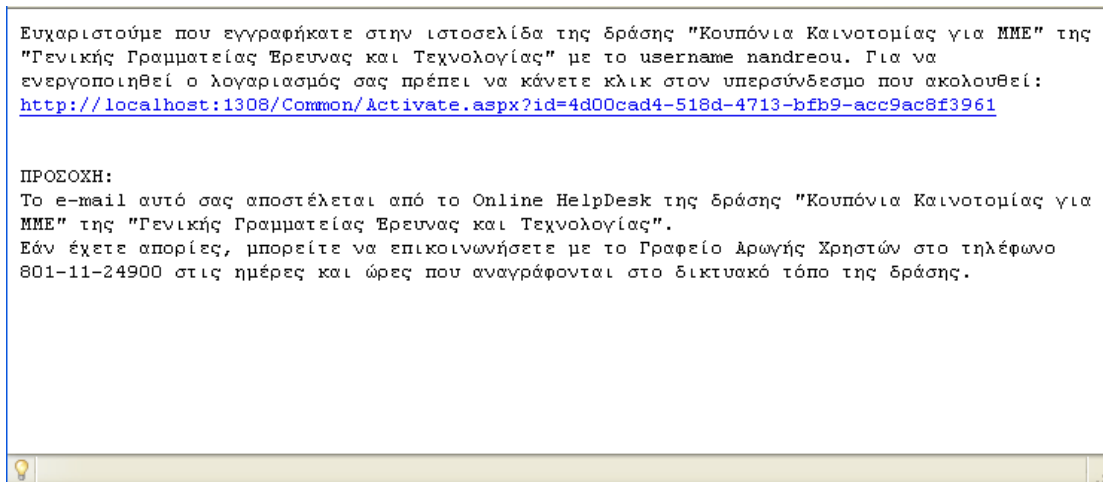 Ευχαριστούμε που εγγραφήκατε στην ιστοσελίδα της δράσης "Κουπόνια Καινοτομίας για ΜΜΕ" της
"Γενικής Γραμματείας Έρευνας και Τεχνολογίας" με το username nandreou. Για να
ενεργοποιηθεί ο λογαριασμός σας πρέπει να κάνετε κλικ στον υπερσύνδεσμο που ακολουθεί:
http://localhost:1308/Common/Activate.aspx?id=4d00cad4-518d-4713-bfb9-acc9ac8f3961
ΠΡΟΣΟΧΗ:
Το e-mail αυτό σας αποστέλεται από το Online HelpDesk της δράσης "Κουπόνια Καινοτομίας για
ΜΜΕ" της "Γενικής Γραμματείας Έρευνας και Τεχνολογίας".
Εάν έχετε απορίες, μπορείτε να επικοινωνήσετε με το Γραφείο Αρωγής Χρηστών στο τηλέφωνο
801-11-24900 στις ημέρες και ώρες που αναγράφονται στο δικτυακό τόπο της δράσης.